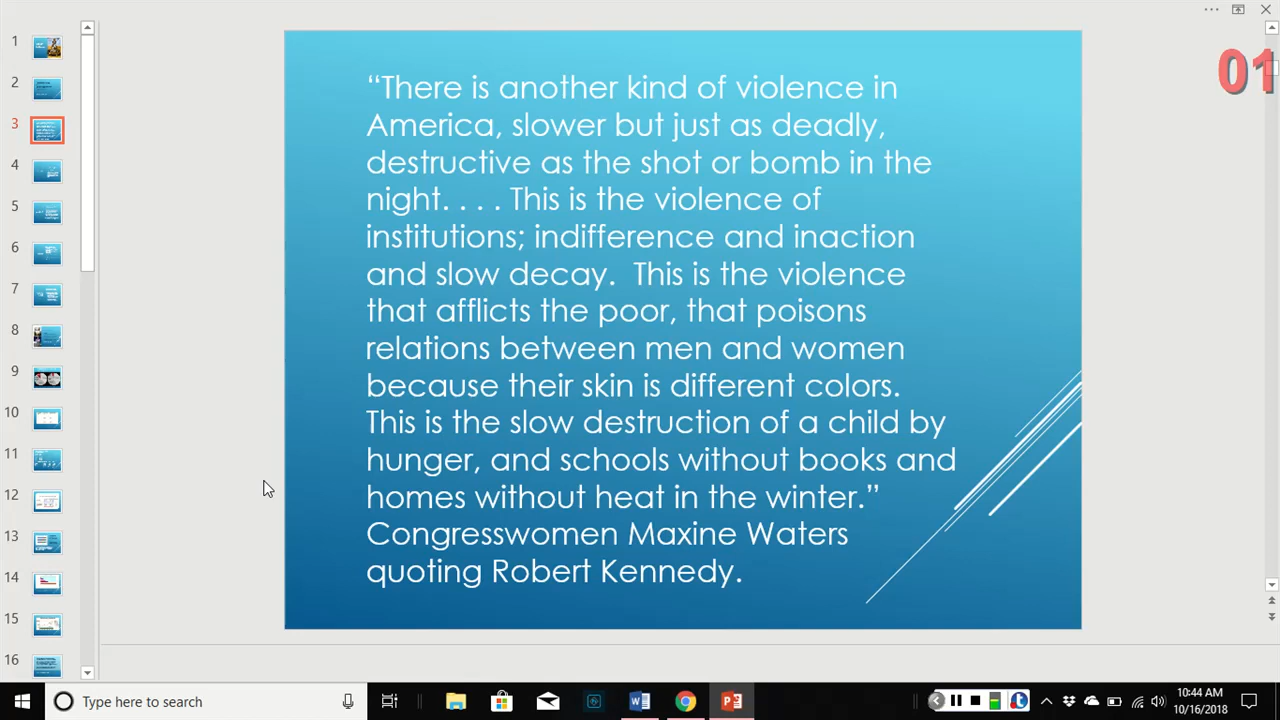 1
2
3
4
5
6
7
8
9
10
11
12
13
14
15
16
01
“There is another kind of violence in
America, slower but just as deadly,
destructive as the shot or bomb in the
night. . . . This is the violence of
institutions; indifference and inaction
and slow decay.  This is the violence
that afflicts the poor, that poisons
relations between men and women
because their skin is different colors.
This is the slow destruction of a child by
hunger, and schools without books and
homes without heat in the winter.”
Congresswomen Maxine Waters
quoting Robert Kennedy.
Type here to search
10:44 AM
10/16/2018